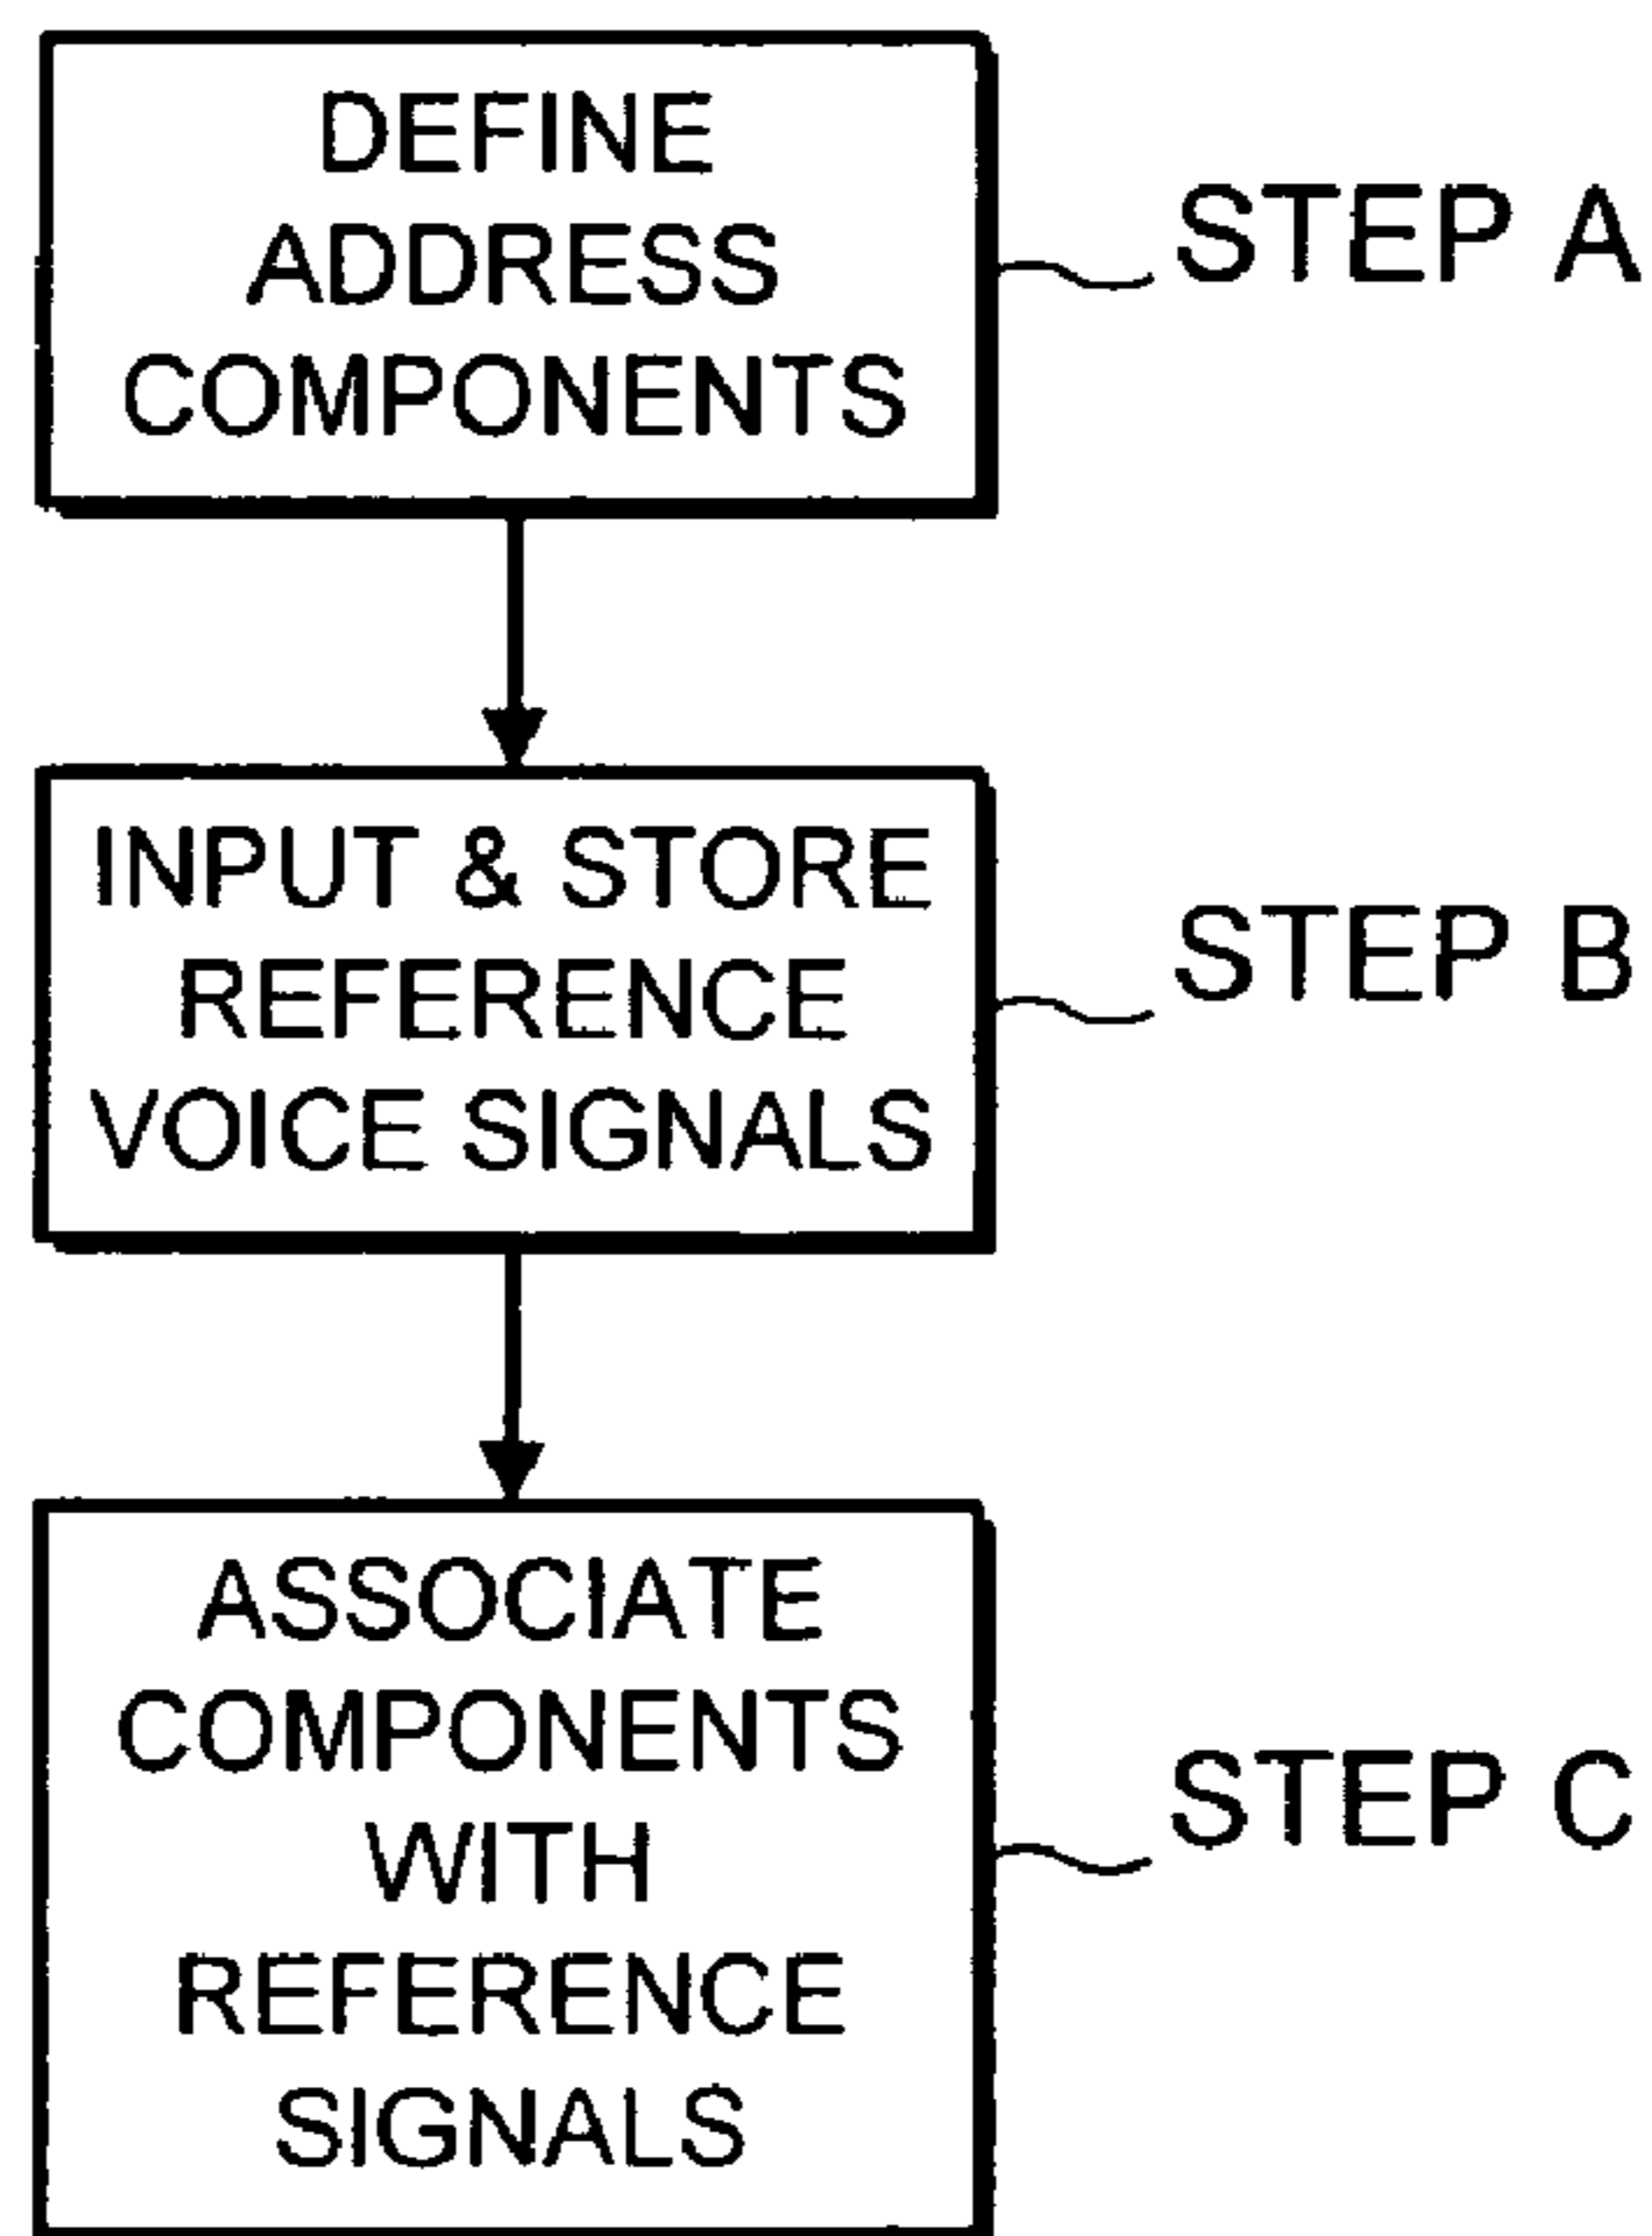 DEFINE
ADDRESS
COMPONENTS
STEP A
INPUT & STORE
REFERENCE
VOICE SIGNALS
STEP B
ASSOCIATE
COMPONENTS
WITH
REFERENCE
SIGNALS
STEP C